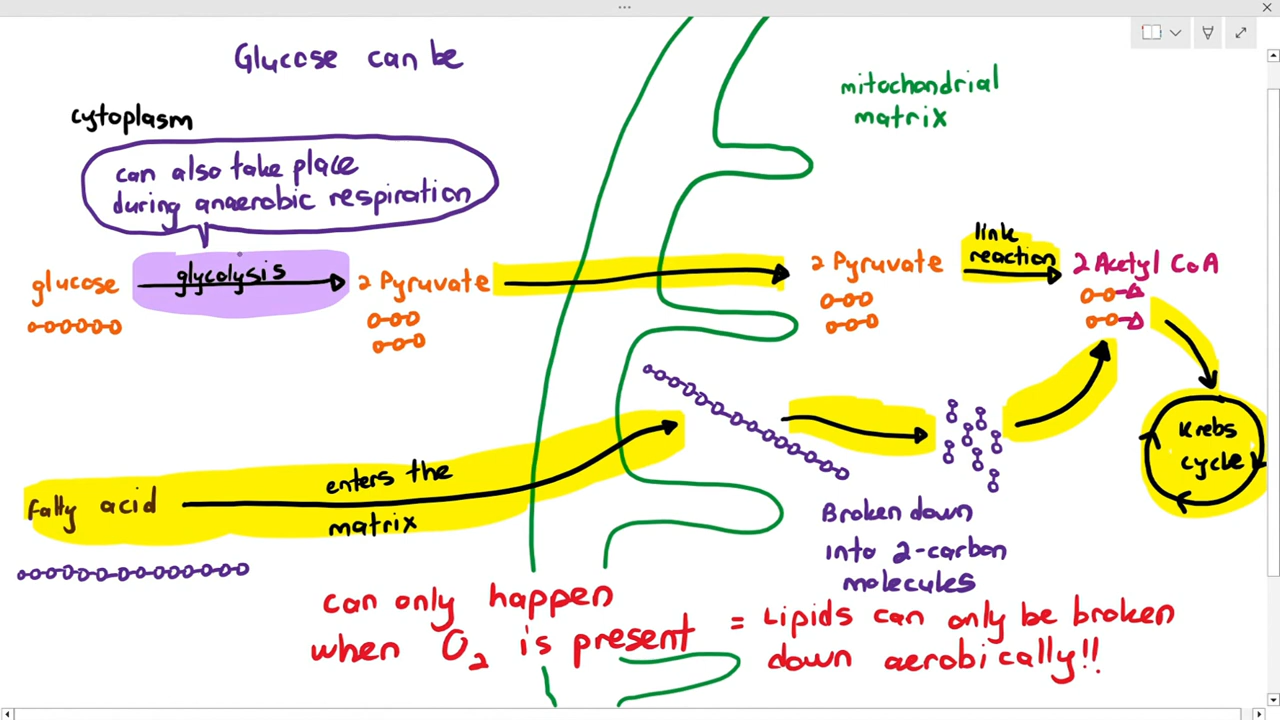 Glucose can be
cytoplasm
can also take place
during anaerobic respiration
mitochondrial
matrix
glucose
glycolysis
2 Pyruvate
2 Pyruvate
link
reaction
2 Acetyl CoA
Krebs
cycle
Fatty acid
enters the
matrix
Broken down
into 2-carbon
molecules
can only happen
when O₂ is present
= Lipids can only be broken
down aerobically!!